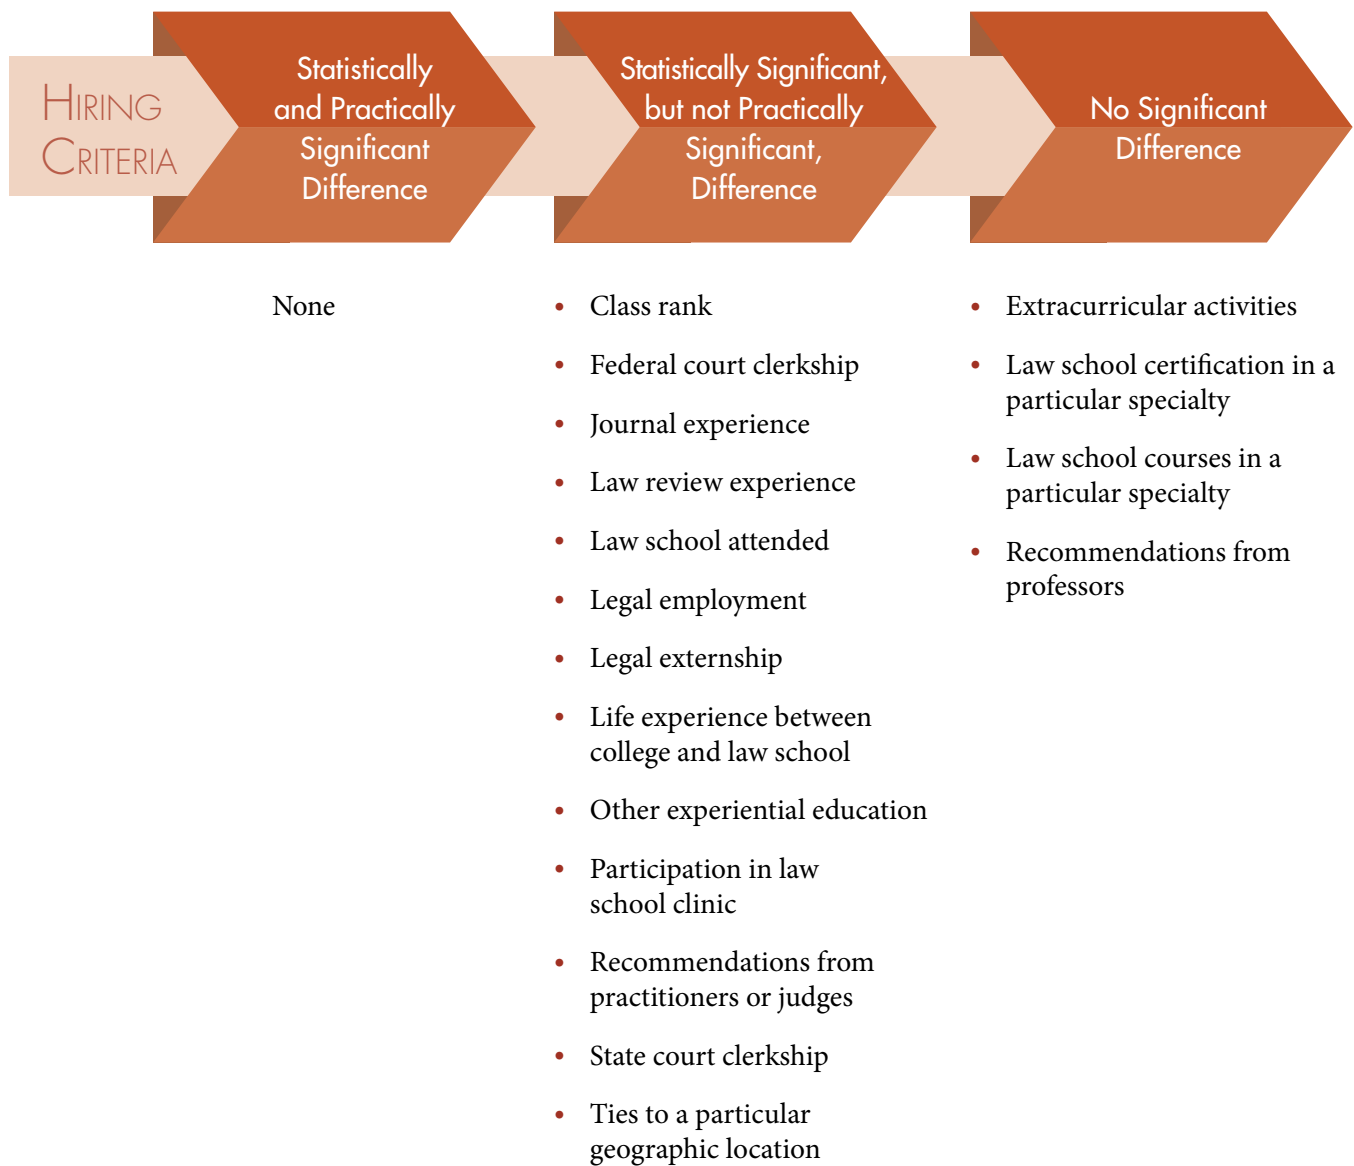 HIRING
CRITERIA
Statistically
and Practically
Significant
Difference
Statistically Significant,
but not Practically
Significant,
Difference
No Significant
Difference
None
• Class rank
• Federal court clerkship
• Journal experience
• Law review experience
• Law school attended
• Legal employment
• Legal externship
• Life experience between
college and law school
• Other experiential education
• Participation in law
school clinic
• Recommendations from
practitioners or judges
• State court clerkship
• Ties to a particular
geographic location
• Extracurricular activities
• Law school certification in a
particular specialty
• Law school courses in a
particular specialty
• Recommendations from
professors